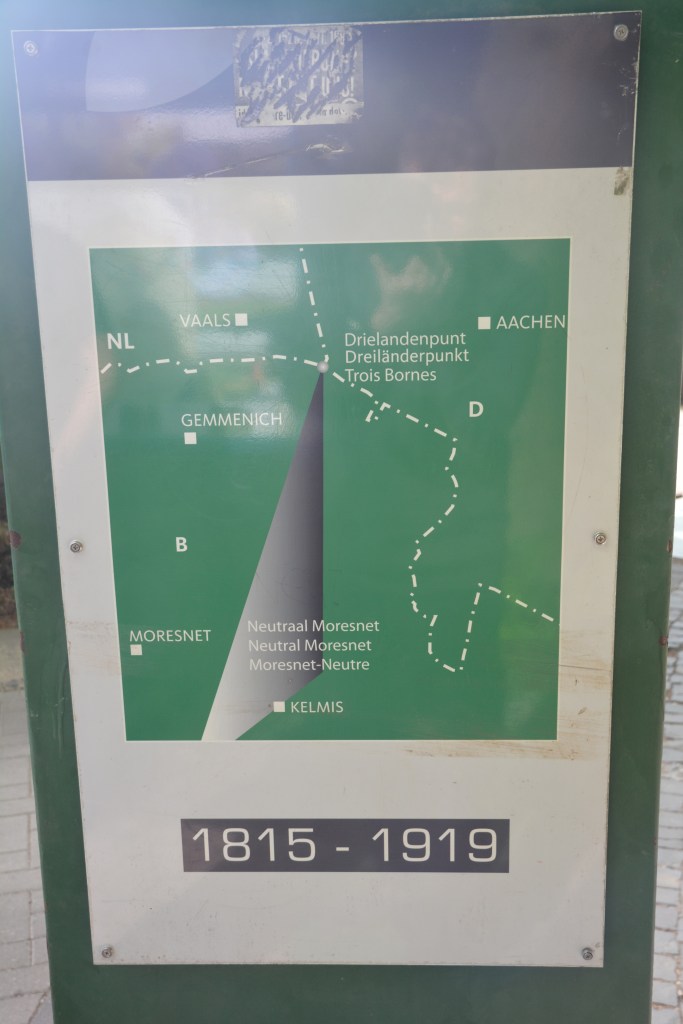 VAALS
AACHEN
NL
Drielandenpunt
Dreiländerpunkt
Trois Bornes
D
GEMMENICH
B
MORESNET
Neutraal Moresnet
Neutral Moresnet
Moresnet-Neutre
KELMIS
1815 - 1919